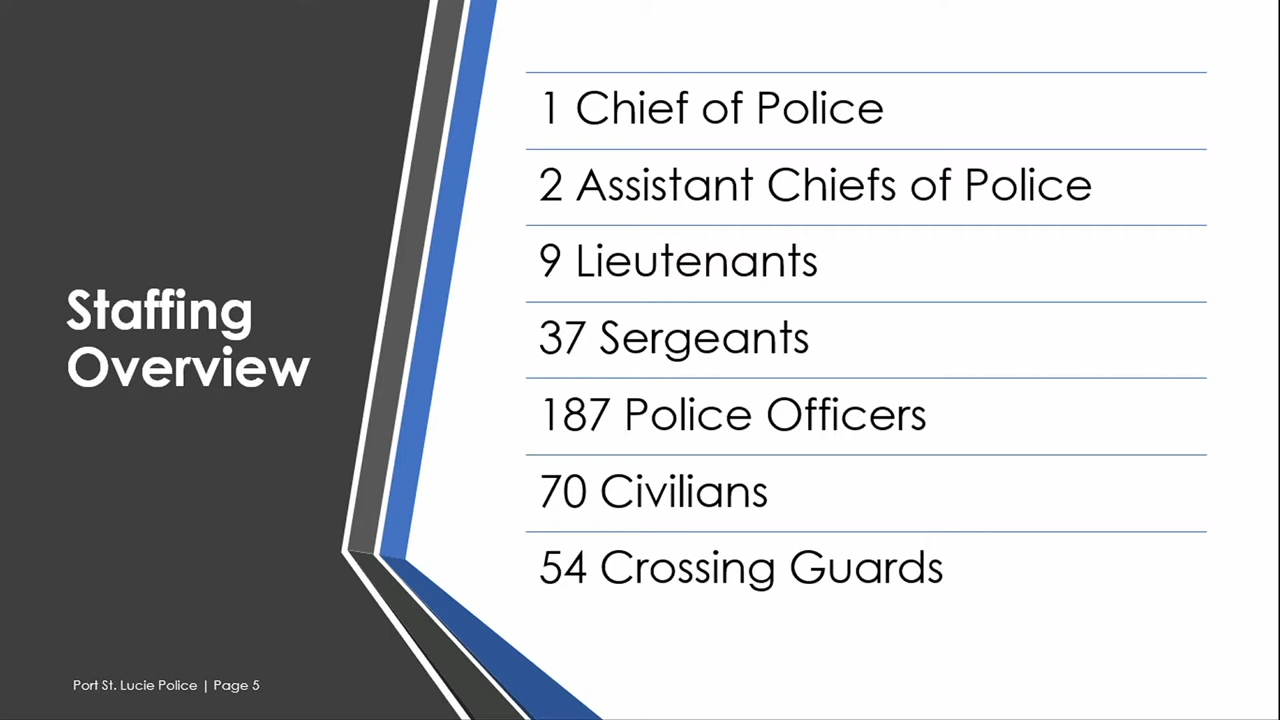 Staffing
Overview
1 Chief of Police
2 Assistant Chiefs of Police
9 Lieutenants
37 Sergeants
187 Police Officers
70 Civilians
54 Crossing Guards
Port St. Lucie Police | Page 5